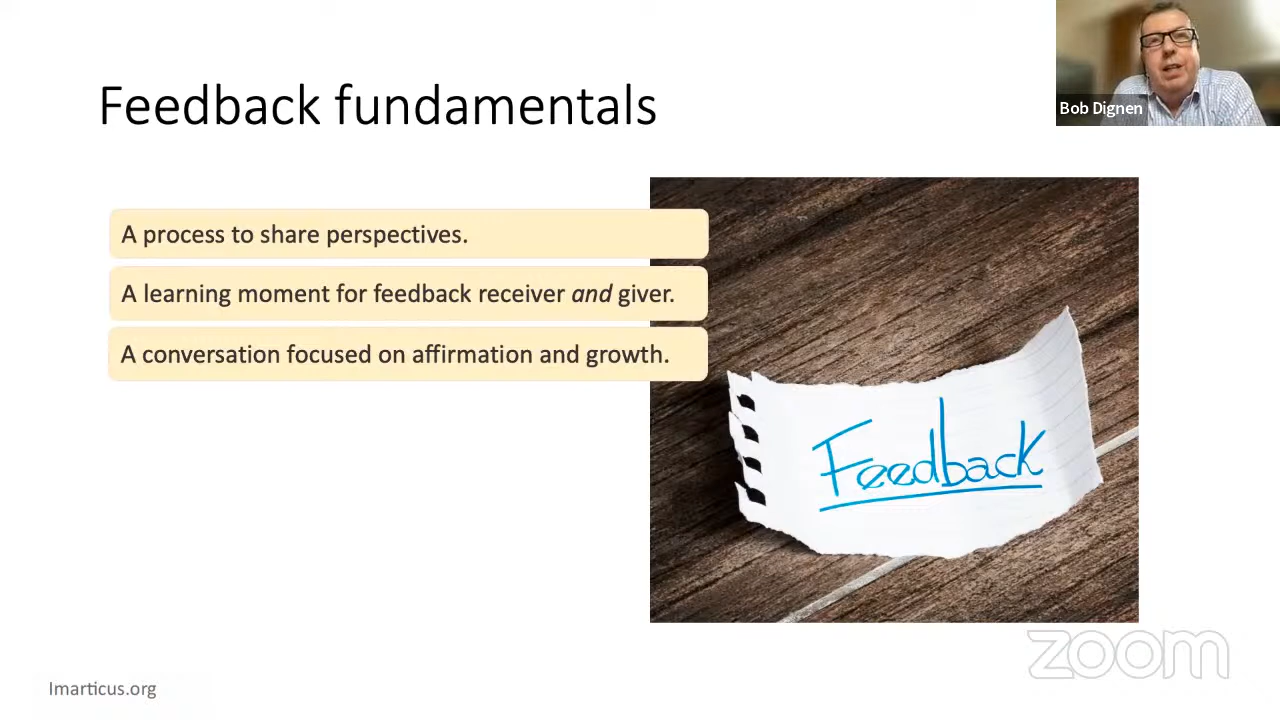 Feedback fundamentals
Bob Dignen
A process to share perspectives.
A learning moment for feedback receiver and giver.
A conversation focused on affirmation and growth.
Feedback
zoom
Imarticus.org